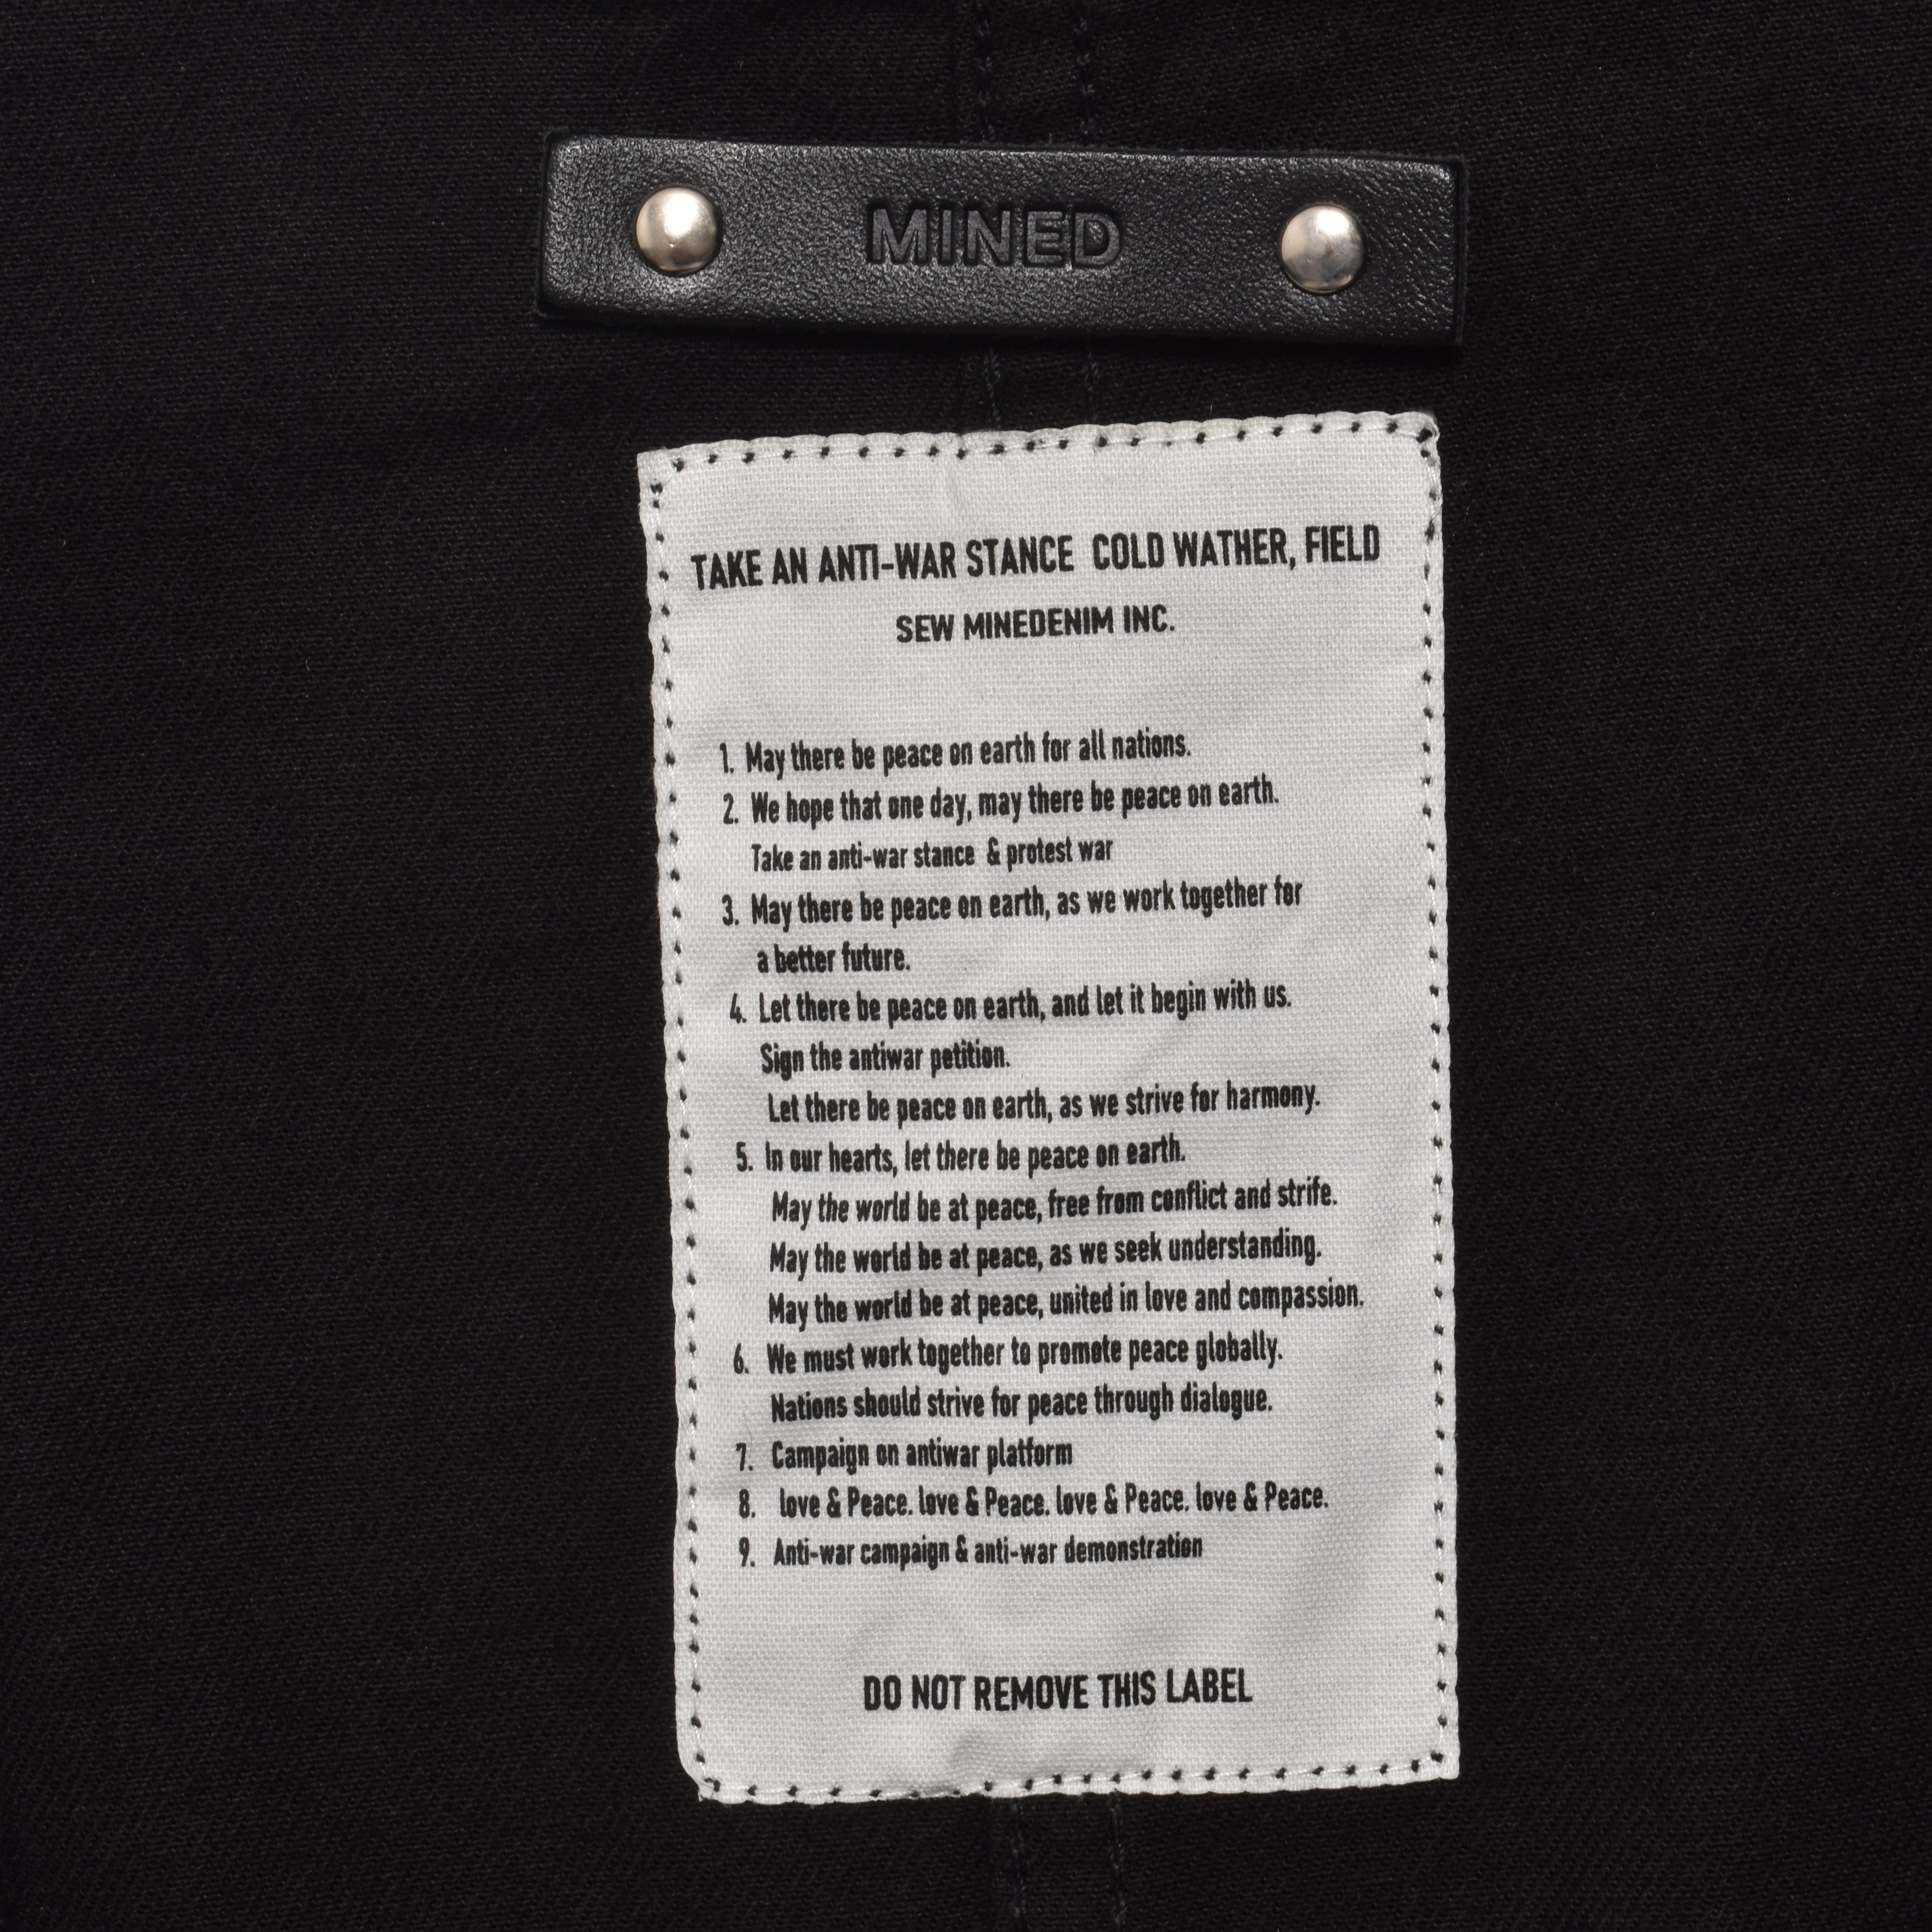 MINED
TAKE AN ANTI-WAR STANCE COLD WATHER, FIELD
SEW MINEDENIM INC.
1. May there be peace on earth for all nations.
2. We hope that one day, may there be peace on earth.
Take an anti-war stance & protest war
3. May there be peace on earth, as we work together for
a better future.
4. Let there be peace on earth, and let it begin with us.
Sign the antiwar petition.
Let there be peace on earth, as we strive for harmony.
5. In our hearts, let there be peace on earth.
May the world be at peace, free from conflict and strife.
May the world be at peace, as we seek understanding.
May the world be at peace, united in love and compassion.
6. We must work together to promote peace globally.
Nations should strive for peace through dialogue.
7. Campaign on antiwar platform
8. love & Peace. love & Peace. love & Peace. love & Peace.
9. Anti-war campaign & anti-war demonstration
DO NOT REMOVE THIS LABEL